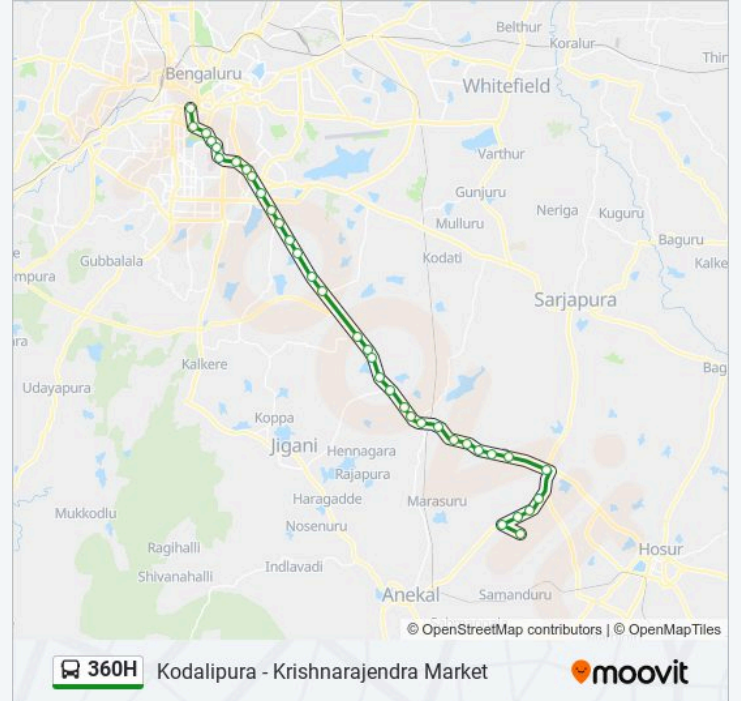 Belthur
Koralur
Bengaluru
Whitefield
Varthur
Gunjuru
Neriga
Kuguru
Mulluru
Baguru
Gubbalala
Kodati
Kalke
mpura
Sarjapura
Kalkere
Bag
Udayapura
Koppa
Jigani
Hennagara
Rajapura
Haragadde
Marasuru
Mukkodlu
Nosenuru
Ragihalli
Hosur
Shivanahalli
Indlavadi
Anekal
Samanduru
© OpenStreetMap contributors | © OpenMapTiles
360H Kodalipura - Krishnarajendra Market
moovit